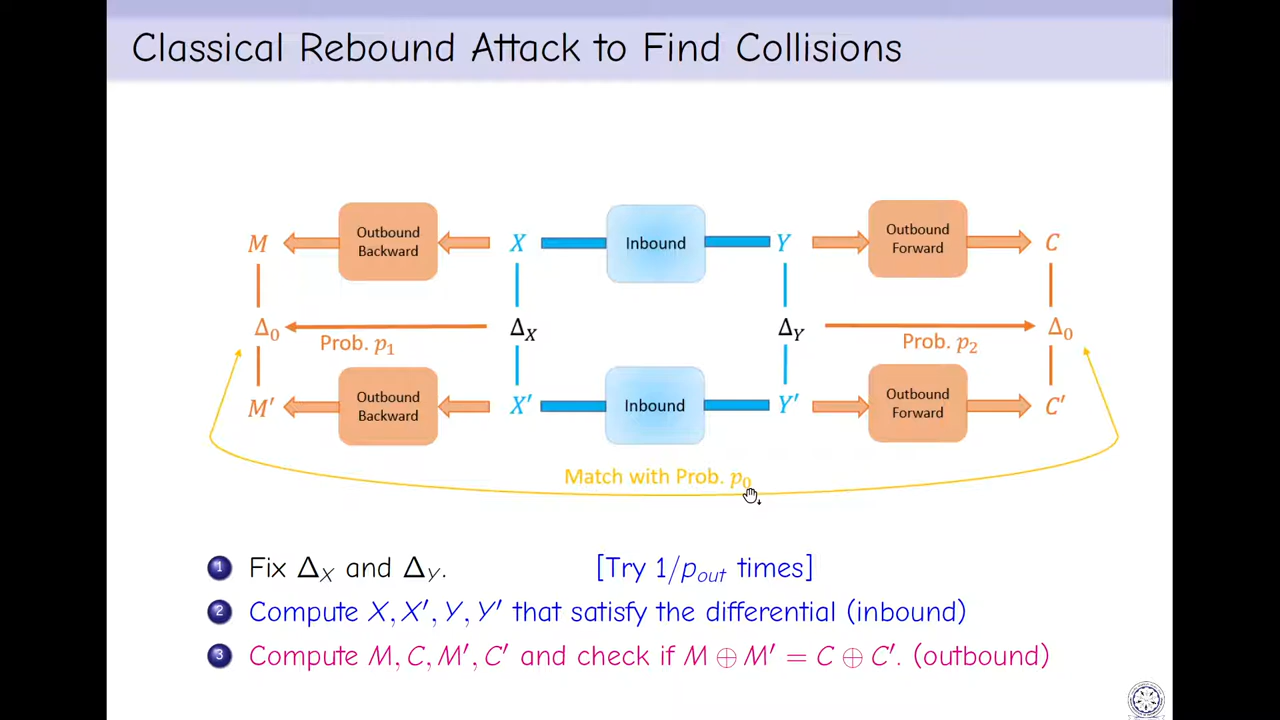 Classical Rebound Attack to Find Collisions
M
Outbound
Backward
X
Inbound
Y
Outbound
Forward
C
Δ₀
Prob. p₁
Δ_X
Δ_Y
Prob. p₂
Δ₀
M′
Outbound
Backward
X′
Inbound
Y′
Outbound
Forward
C′
Match with Prob. p₀
1 Fix Δ_X and Δ_Y. [Try 1/p_out times]
2 Compute X, X′, Y, Y′ that satisfy the differential (inbound)
3 Compute M, C, M′, C′ and check if M ⊕ M′ = C ⊕ C′. (outbound)